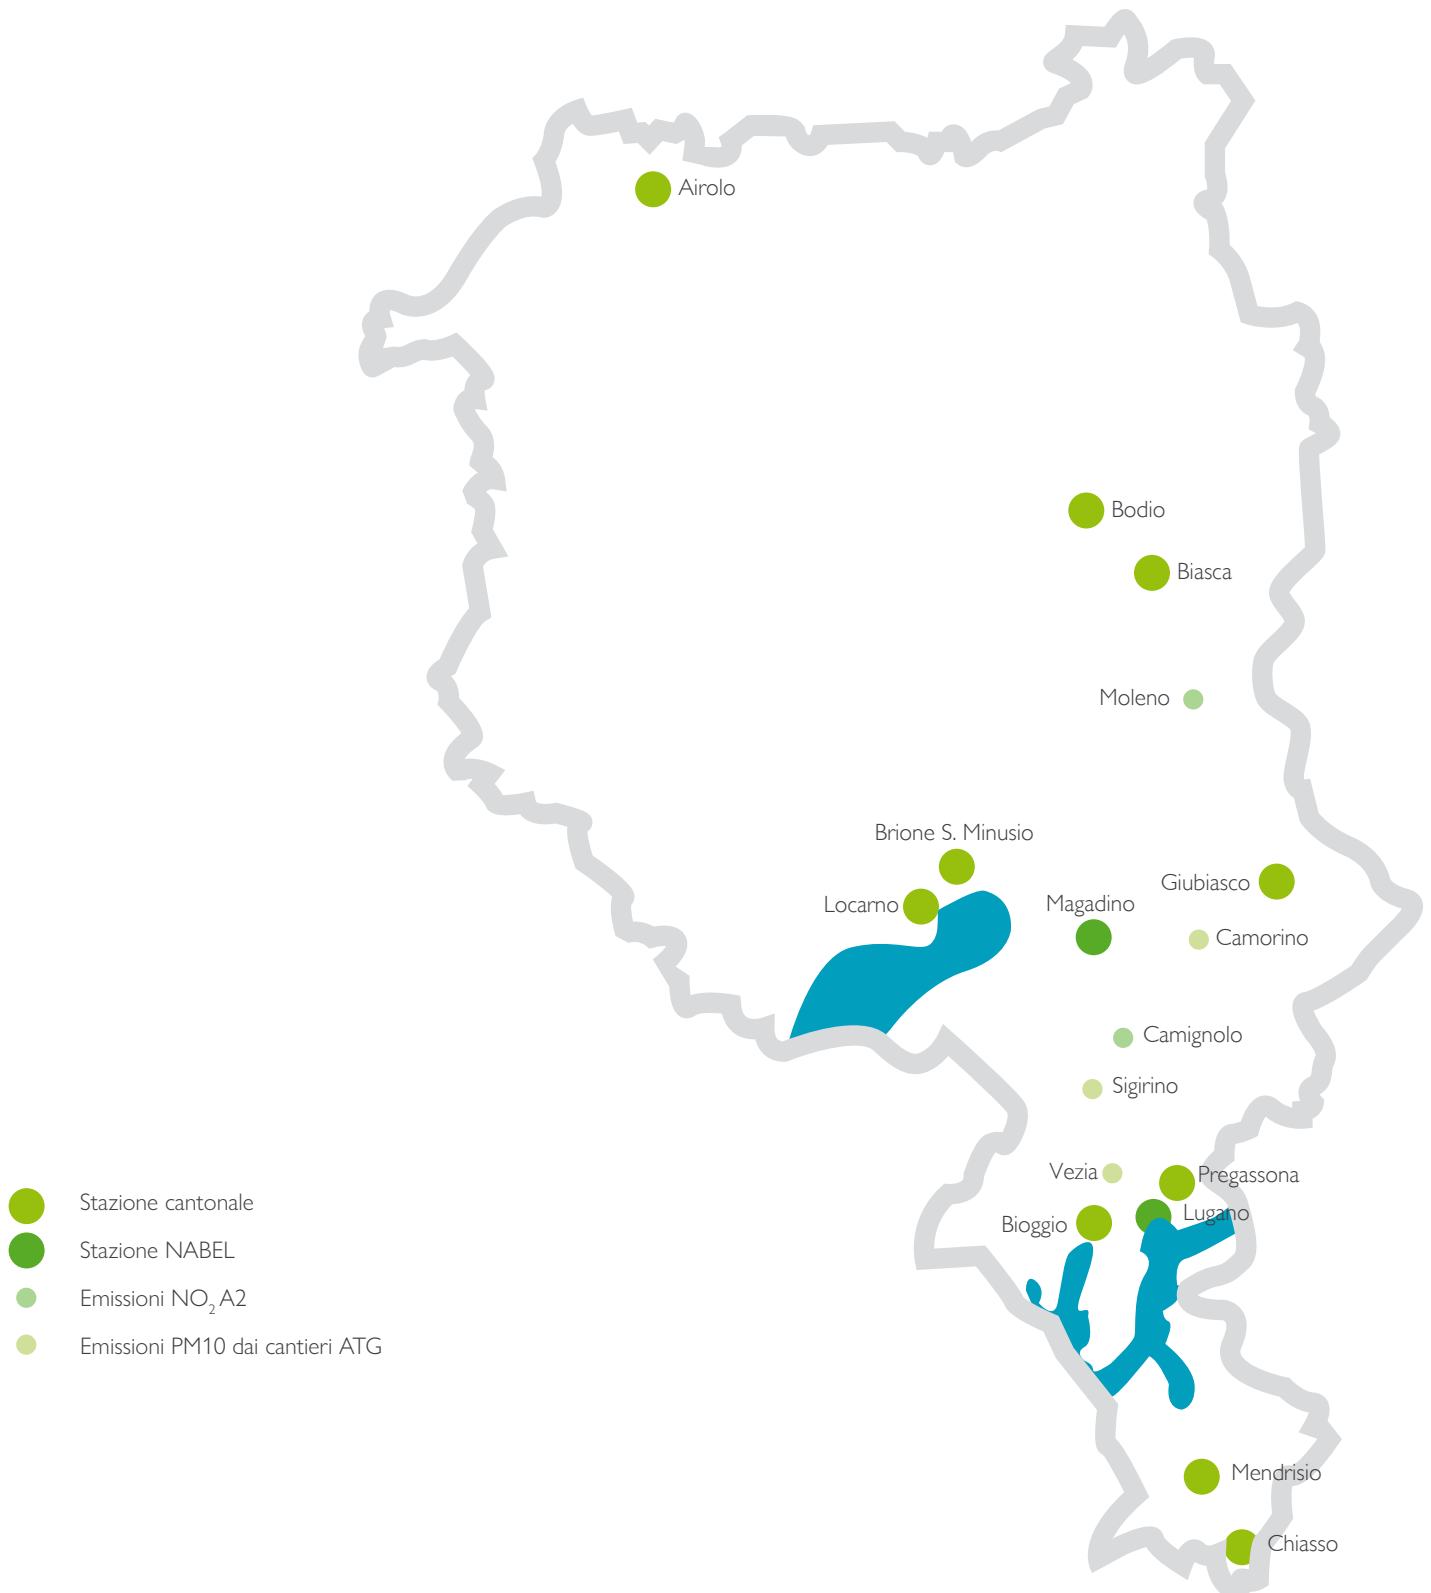 Airolo
Bodio
Biasca
Moleno
Brione S. Minusio
Giubiasco
Locarno
Magadino
Camorino
Camignolo
Sigirino
Vezia
Pregassona
Lugano
Bioggio
Stazione cantonale
Stazione NABEL
Emissioni NO₂ A2
Emissioni PM10 dai cantieri ATG
Mendrisio
Chiasso